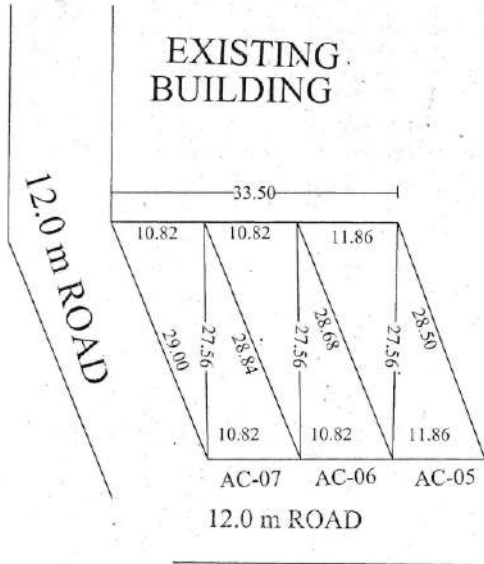 EXISTING
BUILDING
33.50
10.82 10.82 11.86
12.0 m ROAD
29.00 27.56 28.84 27.56 28.68 27.56 28.50
10.82 10.82 11.86
AC-07 AC-06 AC-05
12.0 m ROAD